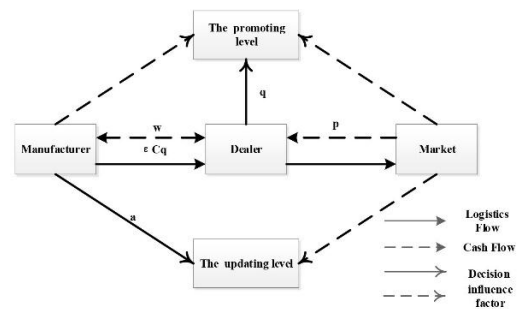 The promoting
level
q
w
p
Manufacturer
Dealer
Market
ε Cq
a
The updating level
Logistics
Flow
Cash Flow
Decision
influence
factor